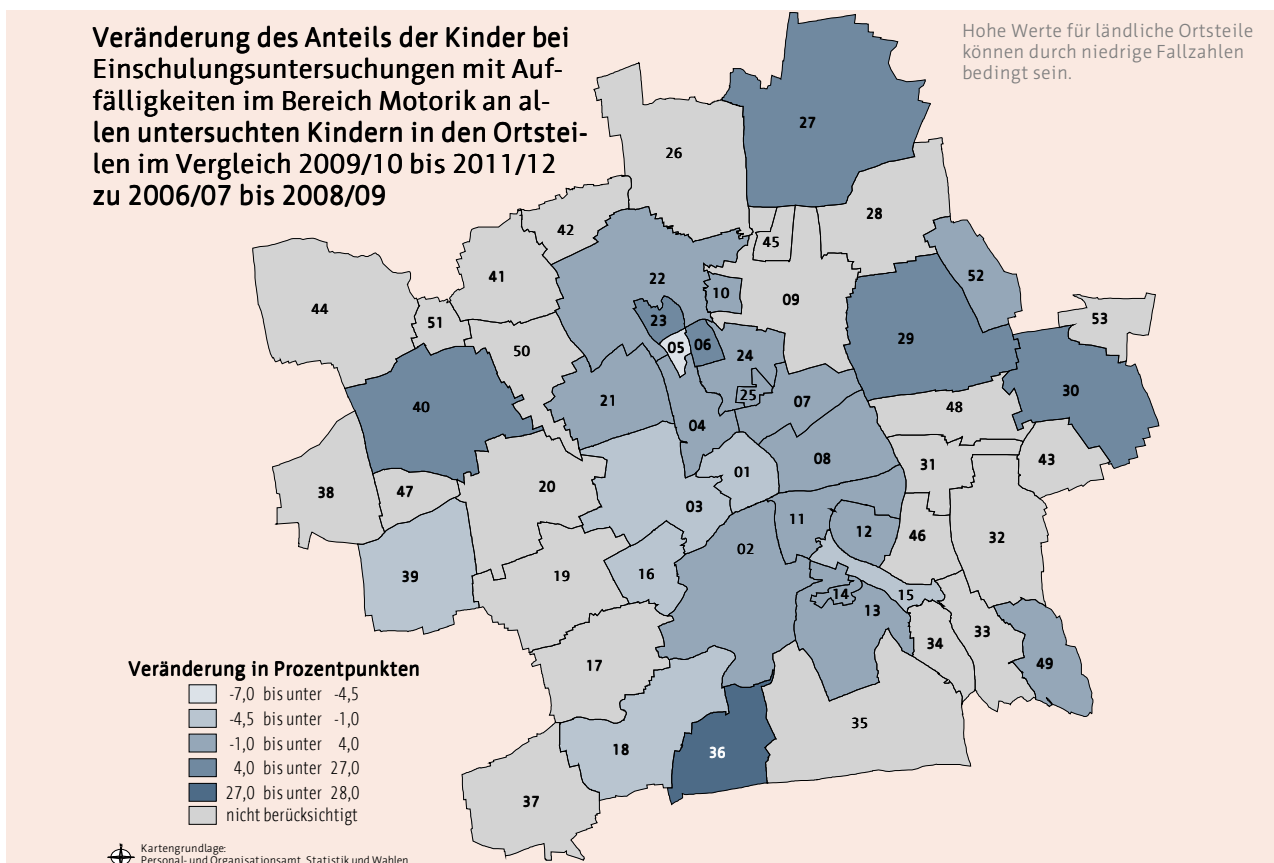 Veränderung des Anteils der Kinder bei
Einschulungsuntersuchungen mit Auf-
fälligkeiten im Bereich Motorik an al-
len untersuchten Kindern in den Ortstei-
len im Vergleich 2009/10 bis 2011/12
zu 2006/07 bis 2008/09
Hohe Werte für ländliche Ortsteile
können durch niedrige Fallzahlen
bedingt sein.
27
26
28
42
45
41
22
52
10
09
44
51
23
53
29
05
06
50
24
30
25
40
21
07
48
04
08
43
01
31
38
47
20
03
11
12
46
32
02
39
19
16
14
15
13
33
34
17
49
35
18
36
37
Veränderung in Prozentpunkten
-7,0 bis unter -4,5
-4,5 bis unter -1,0
-1,0 bis unter 4,0
4,0 bis unter 27,0
27,0 bis unter 28,0
nicht berücksichtigt
Kartengrundlage:
Personal- und Organisationsamt, Statistik und Wahlen